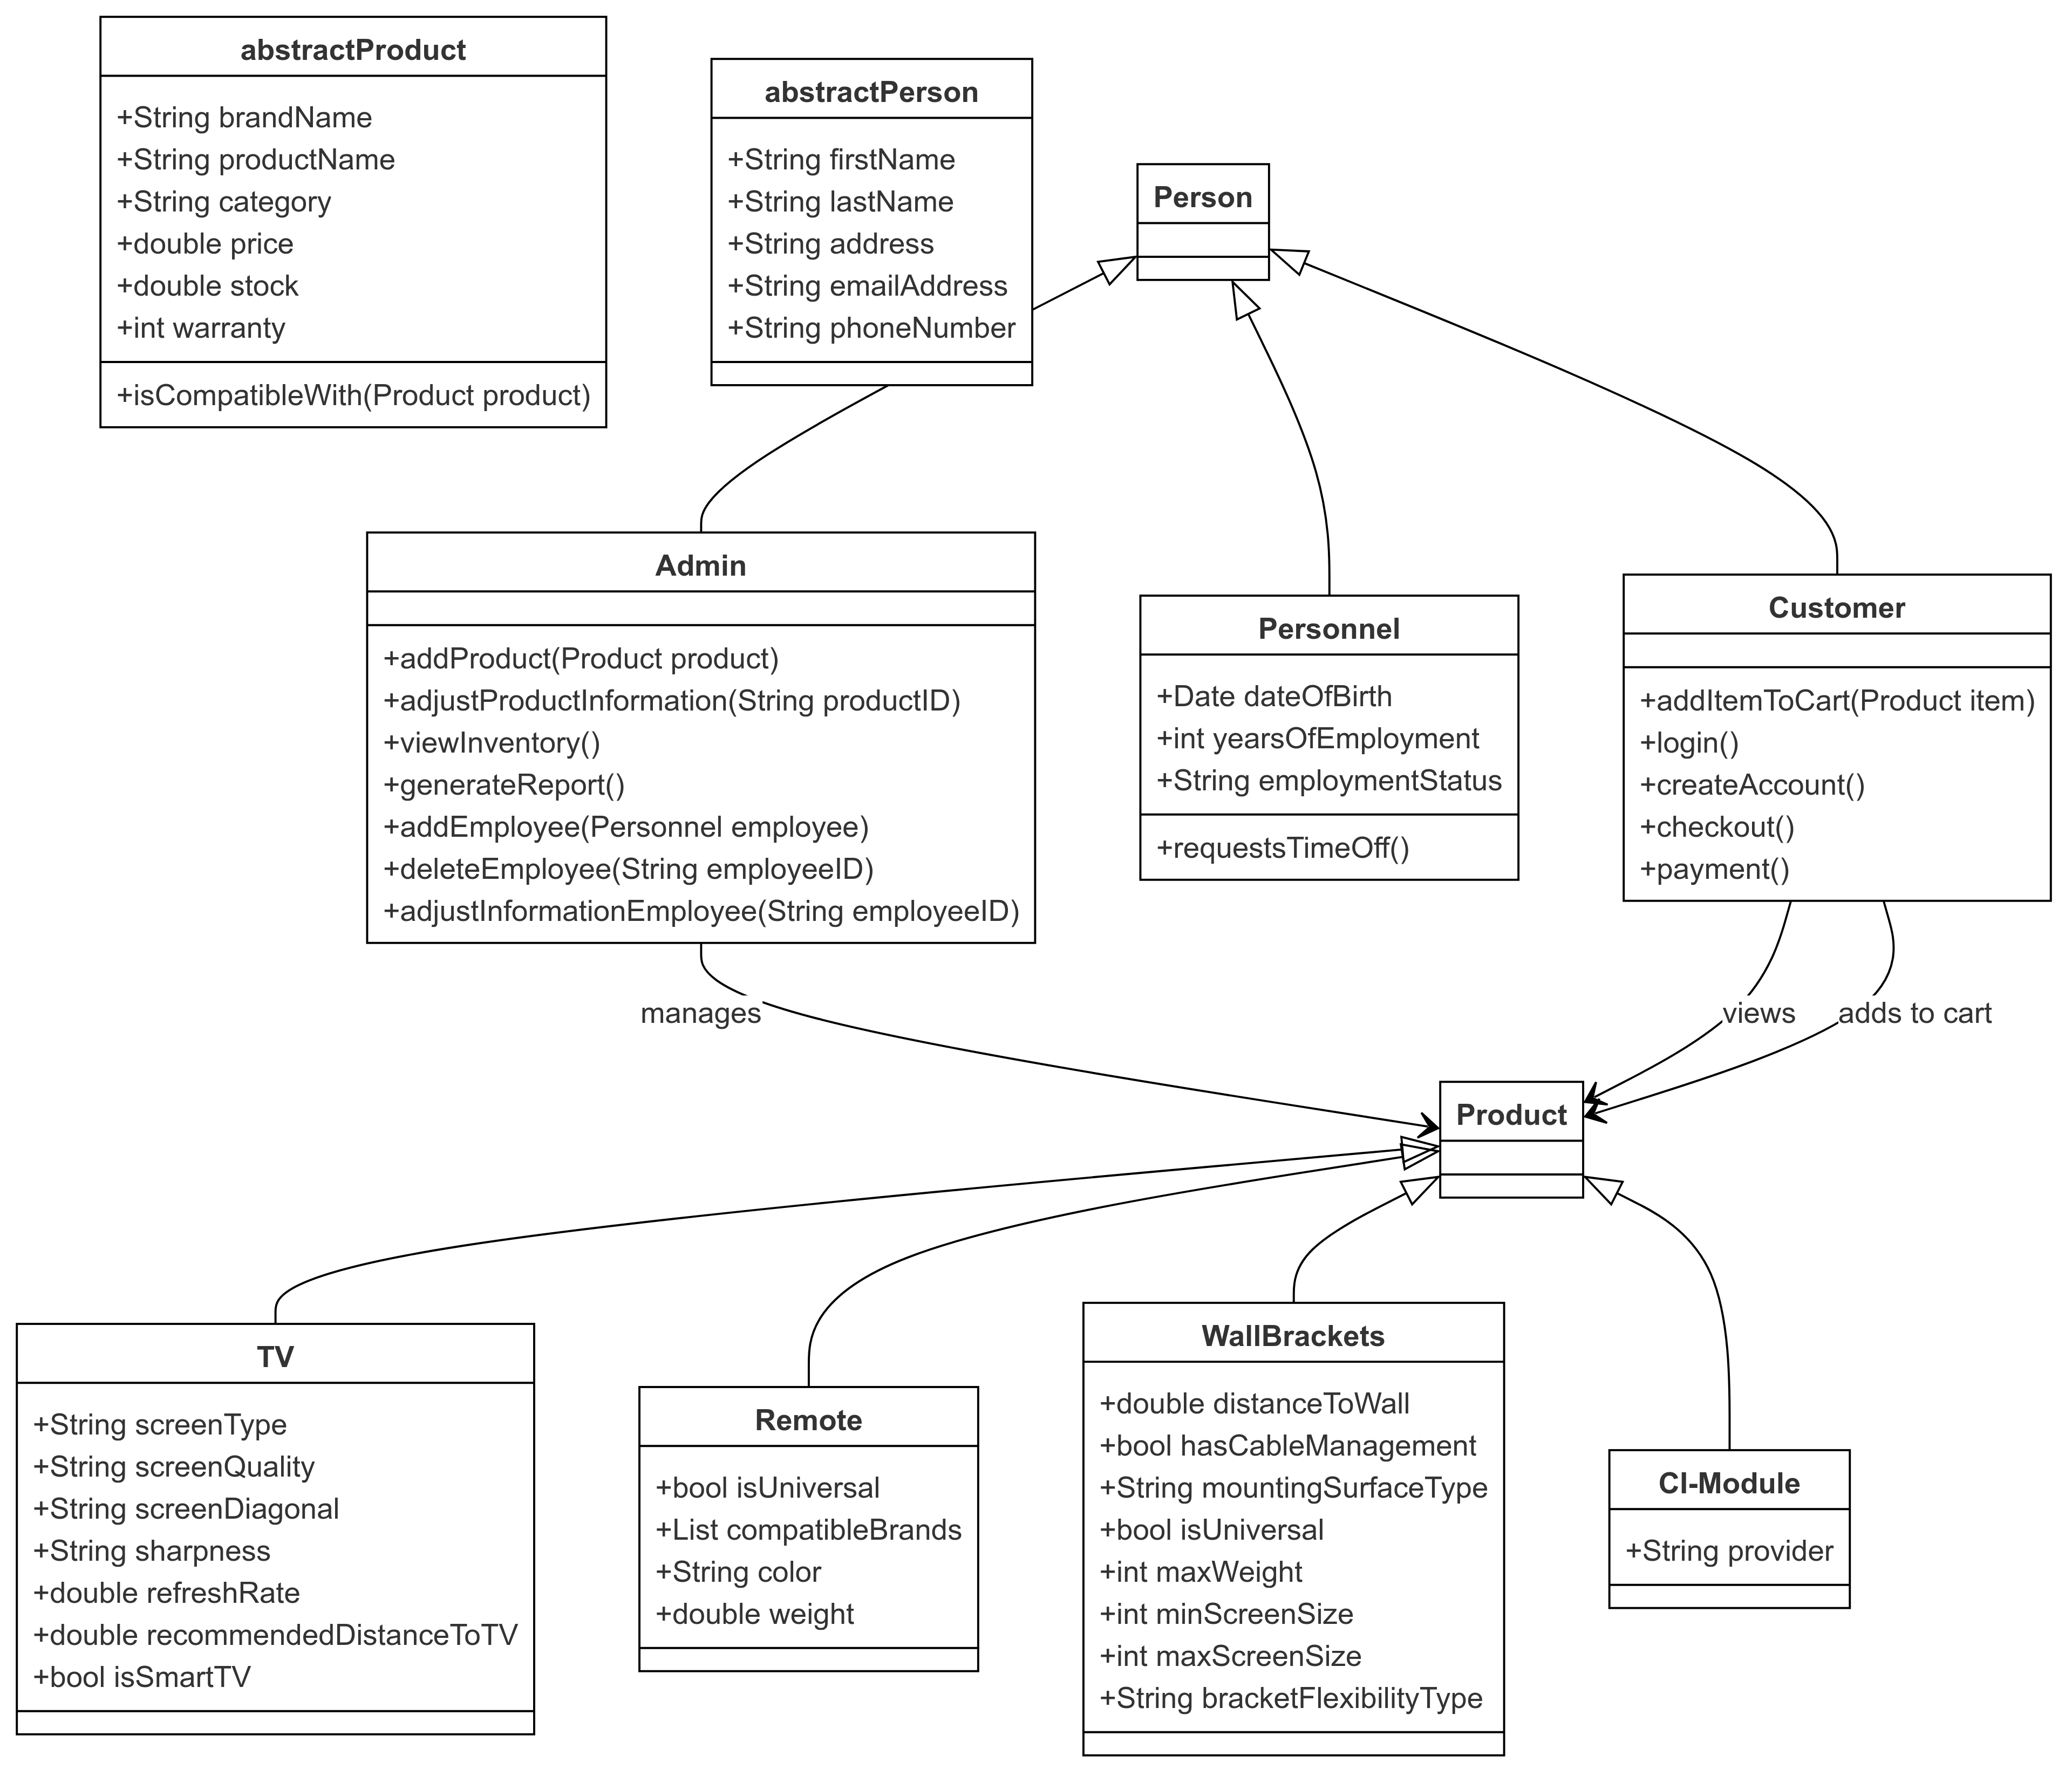 abstractProduct
+String brandName
+String productName
+String category
+double price
+double stock
+int warranty
+isCompatibleWith(Product product)
abstractPerson
+String firstName
+String lastName
+String address
+String emailAddress
+String phoneNumber
Person
Admin
+addProduct(Product product)
+adjustProductInformation(String productID)
+viewInventory()
+generateReport()
+addEmployee(Personnel employee)
+deleteEmployee(String employeeID)
+adjustInformationEmployee(String employeeID)
Personnel
+Date dateOfBirth
+int yearsOfEmployment
+String employmentStatus
+requestsTimeOff()
Customer
+addItemToCart(Product item)
+login()
+createAccount()
+checkout()
+payment()
manages
views
adds to cart
Product
TV
+String screenType
+String screenQuality
+String screenDiagonal
+String sharpness
+double refreshRate
+double recommendedDistanceToTV
+bool isSmartTV
Remote
+bool isUniversal
+List compatibleBrands
+String color
+double weight
WallBrackets
+double distanceToWall
+bool hasCableManagement
+String mountingSurfaceType
+bool isUniversal
+int maxWeight
+int minScreenSize
+int maxScreenSize
+String bracketFlexibilityType
CI-Module
+String provider